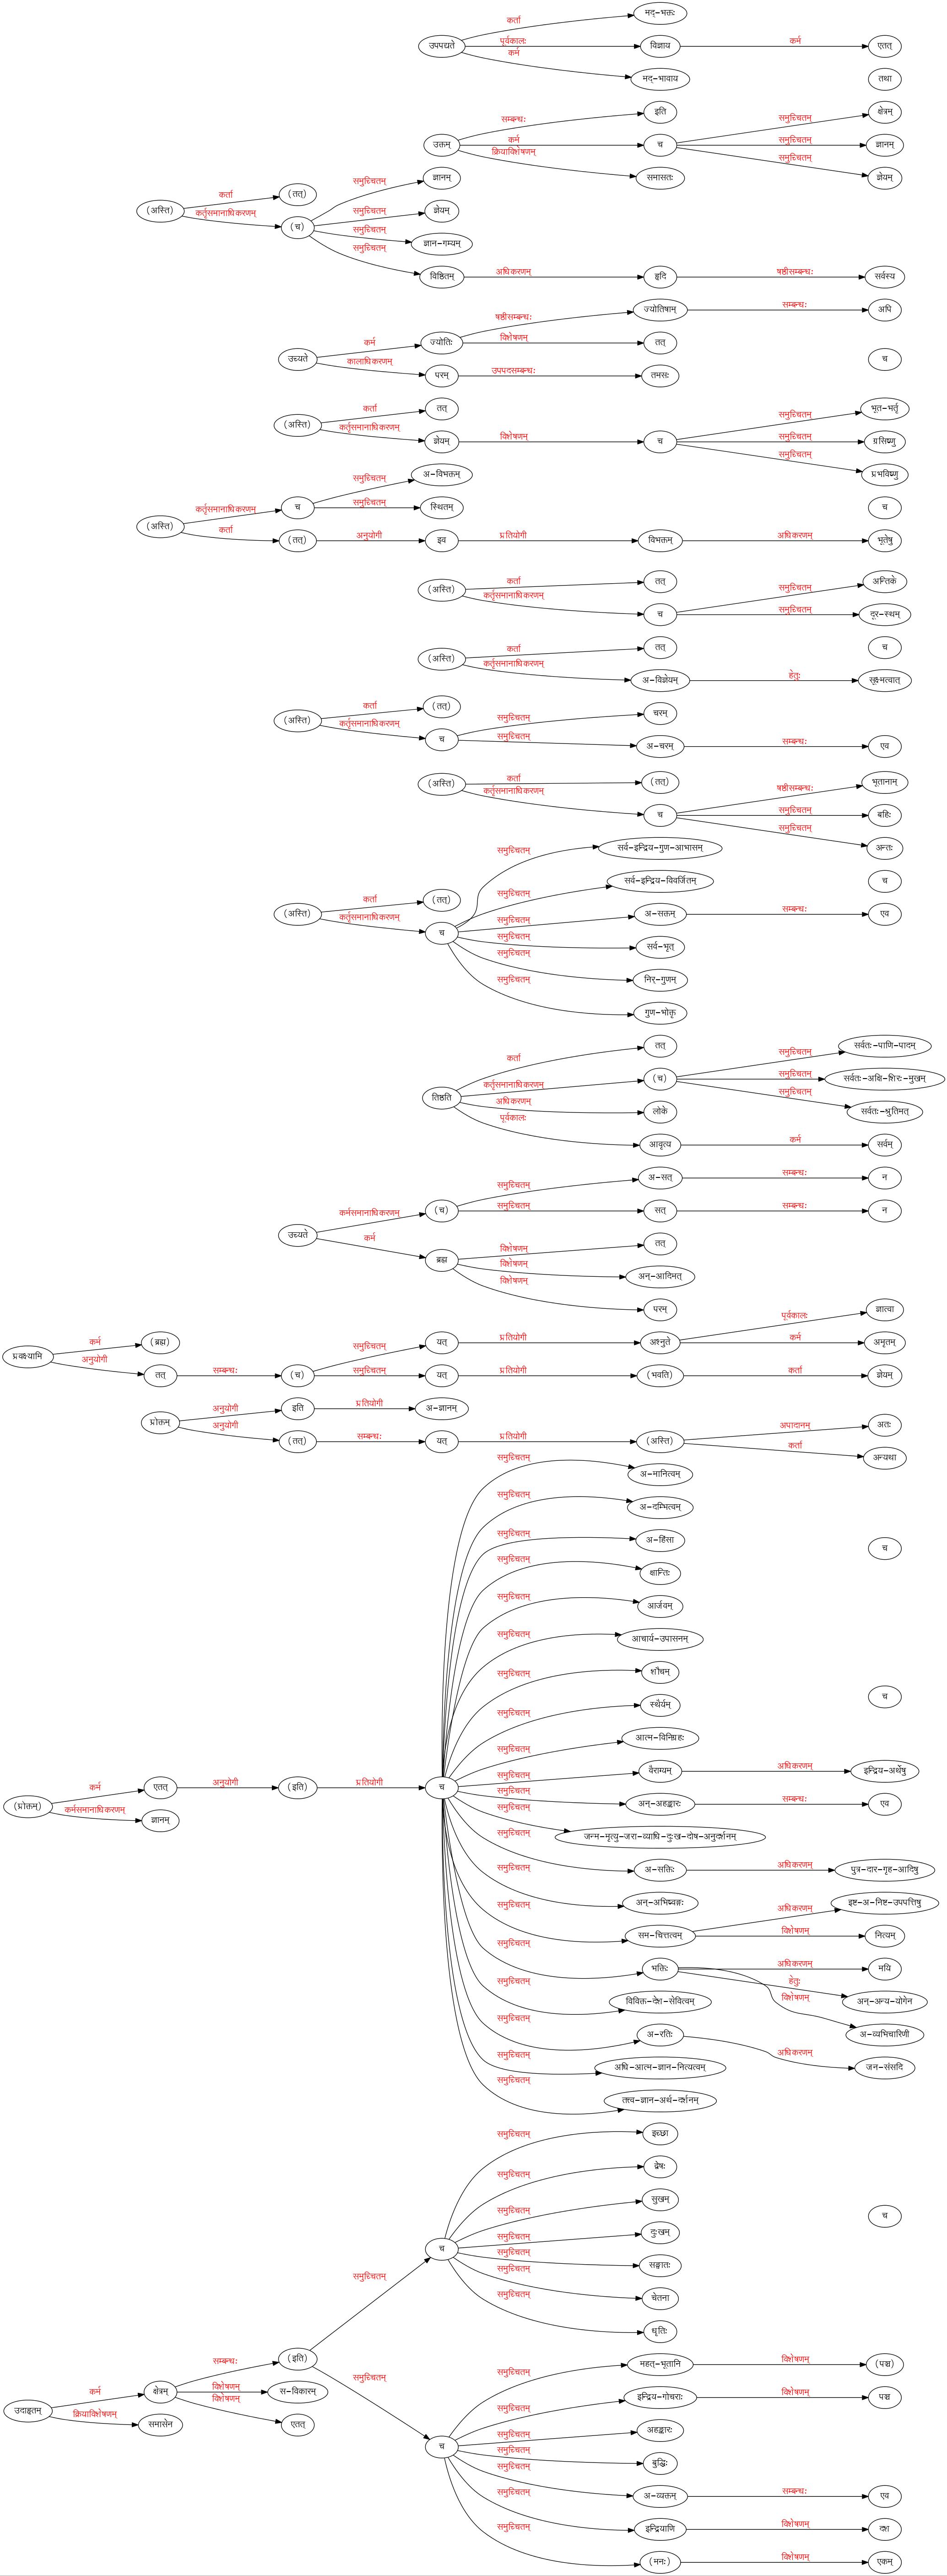 कर्ता
मद्-भक्तः
उपपद्यते
पूर्वकालः
विज्ञाय
कर्म
एतत्
कर्म
मद्-भावाय
तथा
सम्बन्धः
इति
समुच्चितम्
क्षेत्रम्
उक्तम्
कर्म
च
समुच्चितम्
ज्ञानम्
क्रियाविशेषणम्
समासतः
समुच्चितम्
ज्ञेयम्
(अस्ति)
कर्ता
(तत्)
समुच्चितम्
ज्ञानम्
कर्तृसमानाधिकरणम्
(च)
समुच्चितम्
ज्ञेयम्
समुच्चितम्
ज्ञान-गम्यम्
समुच्चितम्
विष्ठितम्
अधिकरणम्
हृदि
षष्ठीसम्बन्धः
सर्वस्य
उच्यते
कर्म
ज्योतिः
षष्ठीसम्बन्धः
ज्योतिषाम्
सम्बन्धः
अपि
विशेषणम्
तत्
च
कालाधिकरणम्
परम्
उपपदसम्बन्धः
तमसः
(अस्ति)
कर्ता
तत्
समुच्चितम्
भूत-भर्तृ
कर्तृसमानाधिकरणम्
ज्ञेयम्
विशेषणम्
च
समुच्चितम्
ग्रसिष्णु
समुच्चितम्
प्रभविष्णु
समुच्चितम्
अ-विभक्तम्
(अस्ति)
कर्तृसमानाधिकरणम्
च
समुच्चितम्
स्थितम्
च
कर्ता
(तत्)
अनुयोगी
इव
प्रतियोगी
विभक्तम्
अधिकरणम्
भूतेषु
(अस्ति)
कर्ता
तत्
समुच्चितम्
अन्तिके
कर्तृसमानाधिकरणम्
च
समुच्चितम्
दूर-स्थम्
(अस्ति)
कर्ता
तत्
च
कर्तृसमानाधिकरणम्
अ-विज्ञेयम्
हेतुः
सूक्ष्मत्वात्
(अस्ति)
कर्ता
(तत्)
समुच्चितम्
चरम्
कर्तृसमानाधिकरणम्
च
समुच्चितम्
अ-चरम्
सम्बन्धः
एव
(अस्ति)
कर्ता
(तत्)
षष्ठीसम्बन्धः
भूतानाम्
कर्तृसमानाधिकरणम्
च
समुच्चितम्
बहिः
समुच्चितम्
अन्तः
समुच्चितम्
सर्व-इन्द्रिय-गुण-आभासम्
समुच्चितम्
सर्व-इन्द्रिय-विवर्जितम्
च
(अस्ति)
कर्ता
(तत्)
समुच्चितम्
अ-सक्तम्
सम्बन्धः
एव
कर्तृसमानाधिकरणम्
च
समुच्चितम्
सर्व-भृत्
समुच्चितम्
निर्-गुणम्
समुच्चितम्
गुण-भोक्तृ
कर्ता
तत्
समुच्चितम्
सर्वतः-पाणि-पादम्
तिष्ठति
कर्तृसमानाधिकरणम्
(च)
समुच्चितम्
सर्वतः-अक्षि-शिरः-मुखम्
अधिकरणम्
लोके
समुच्चितम्
सर्वतः-श्रुतिमत्
पूर्वकालः
आवृत्य
कर्म
सर्वम्
समुच्चितम्
अ-सत्
सम्बन्धः
न
उच्यते
कर्मसमानाधिकरणम्
(च)
समुच्चितम्
सत्
सम्बन्धः
न
कर्म
ब्रह्म
विशेषणम्
तत्
विशेषणम्
अन्-आदिमत्
विशेषणम्
परम्
प्रवक्ष्यामि
कर्म
(ब्रह्म)
समुच्चितम्
यत्
प्रतियोगी
अश्नुते
पूर्वकालः
ज्ञात्वा
कर्म
अमृतम्
अनुयोगी
तत्
सम्बन्धः
(च)
समुच्चितम्
यत्
प्रतियोगी
(भवति)
कर्ता
ज्ञेयम्
प्रोक्तम्
अनुयोगी
इति
प्रतियोगी
अ-ज्ञानम्
अनुयोगी
(तत्)
सम्बन्धः
यत्
प्रतियोगी
(अस्ति)
अपादानम्
अतः
कर्ता
अन्यथा
समुच्चितम्
अ-मानित्वम्
समुच्चितम्
अ-दम्भित्वम्
समुच्चितम्
अ-हिंसा
च
समुच्चितम्
क्षान्तिः
समुच्चितम्
आर्जवम्
समुच्चितम्
आचार्य-उपासनम्
समुच्चितम्
शौचम्
च
समुच्चितम्
स्थैर्यम्
समुच्चितम्
आत्म-विनिग्रहः
(प्रोक्तम्)
कर्म
एतत्
अनुयोगी
(इति)
प्रतियोगी
च
समुच्चितम्
वैराग्यम्
अधिकरणम्
इन्द्रिय-अर्थेषु
कर्मसमानाधिकरणम्
ज्ञानम्
समुच्चितम्
अन्-अहङ्कारः
सम्बन्धः
एव
समुच्चितम्
जन्म-मृत्यु-जरा-व्याधि-दुःख-दोष-अनुदर्शनम्
समुच्चितम्
अ-सक्तिः
अधिकरणम्
पुत्र-दार-गृह-आदिषु
समुच्चितम्
अन्-अभिष्वङ्गः
समुच्चितम्
सम-चित्तत्वम्
अधिकरणम्
इष्ट-अ-निष्ट-उपपत्तिषु
विशेषणम्
नित्यम्
समुच्चितम्
भक्तिः
अधिकरणम्
मयि
हेतुः
अन्-अन्य-योगेन
विशेषणम्
अ-व्यभिचारिणी
समुच्चितम्
विविक्त-देश-सेवित्वम्
समुच्चितम्
अ-रतिः
अधिकरणम्
जन-संसदि
समुच्चितम्
अधि-आत्म-ज्ञान-नित्यत्वम्
समुच्चितम्
तत्त्व-ज्ञान-अर्थ-दर्शनम्
समुच्चितम्
इच्छा
समुच्चितम्
द्वेषः
समुच्चितम्
सुखम्
च
समुच्चितम्
दुःखम्
च
समुच्चितम्
सङ्घातः
समुच्चितम्
चेतना
समुच्चितम्
धृतिः
समुच्चितम्
उदाहृतम्
कर्म
क्षेत्रम्
सम्बन्धः
(इति)
विशेषणम्
स-विकारम्
विशेषणम्
एतत्
क्रियाविशेषणम्
समासेन
समुच्चितम्
च
समुच्चितम्
महत्-भूतानि
विशेषणम्
(पञ्च)
समुच्चितम्
इन्द्रिय-गोचराः
विशेषणम्
पञ्च
समुच्चितम्
अहङ्कारः
समुच्चितम्
बुद्धिः
समुच्चितम्
अ-व्यक्तम्
सम्बन्धः
एव
समुच्चितम्
इन्द्रियाणि
विशेषणम्
दश
समुच्चितम्
(मनः)
विशेषणम्
एकम्